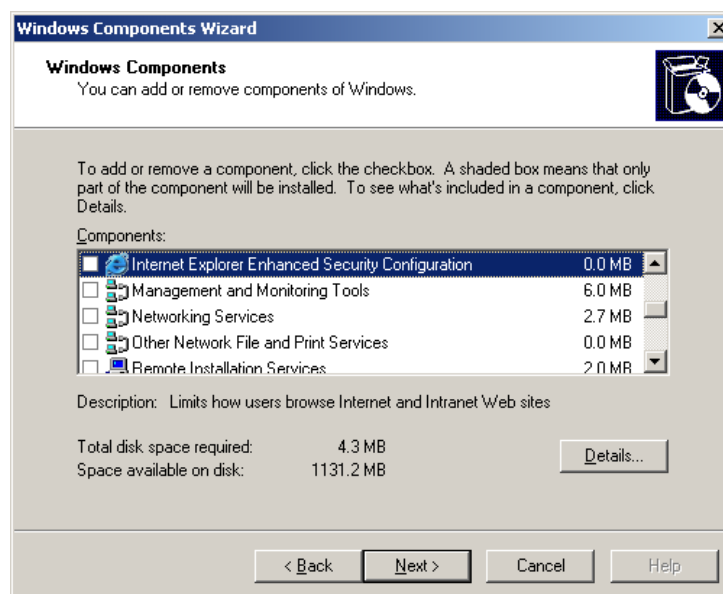 Windows Components Wizard
Windows Components
You can add or remove components of Windows.
To add or remove a component, click the checkbox. A shaded box means that only
part of the component will be installed. To see what's included in a component, click
Details.
Components:
Internet Explorer Enhanced Security Configuration 0.0 MB
Management and Monitoring Tools 6.0 MB
Networking Services 2.7 MB
Other Network File and Print Services 0.0 MB
Remote Installation Services 2.0 MB
Description: Limits how users browse Internet and Intranet Web sites
Total disk space required: 4.3 MB
Space available on disk: 1131.2 MB
Details...
< Back Next > Cancel Help